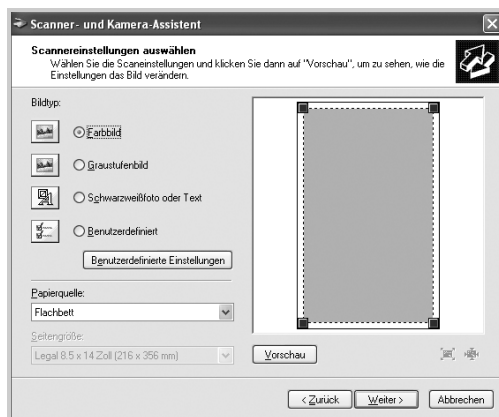 Scanner- und Kamera-Assistent
Scannereinstellungen auswählen
Wählen Sie die Scaneinstellungen und klicken Sie dann auf "Vorschau", um zu sehen, wie die
Einstellungen das Bild verändern.
Bildtyp:
Farbbild
Graustufenbild
Schwarzweißfoto oder Text
Benutzerdefiniert
Benutzerdefinierte Einstellungen
Papierquelle:
Flachbett
Seitengröße:
Legal 8.5 x 14 Zoll (216 x 356 mm)
Vorschau
< Zurück
Weiter >
Abbrechen